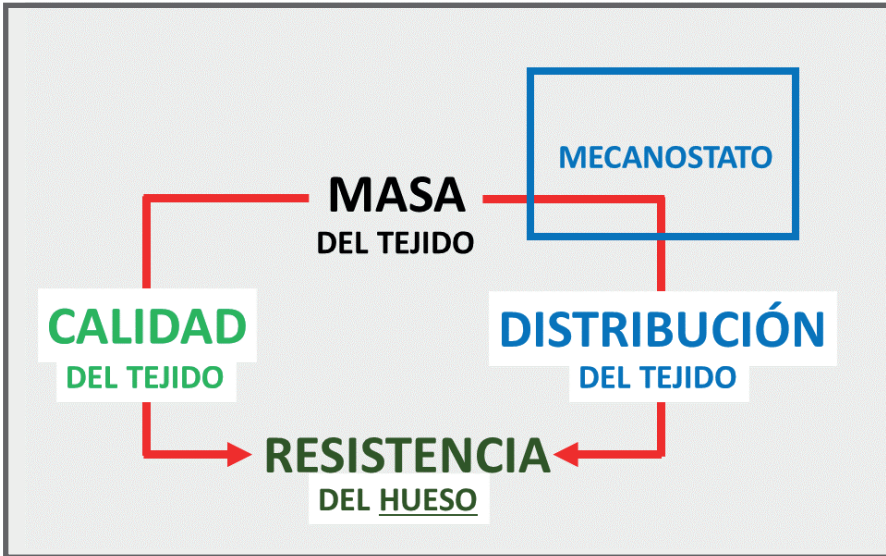 MECANOSTATO
MASA
DEL TEJIDO
CALIDAD
DEL TEJIDO
DISTRIBUCIÓN
DEL TEJIDO
RESISTENCIA
DEL HUESO